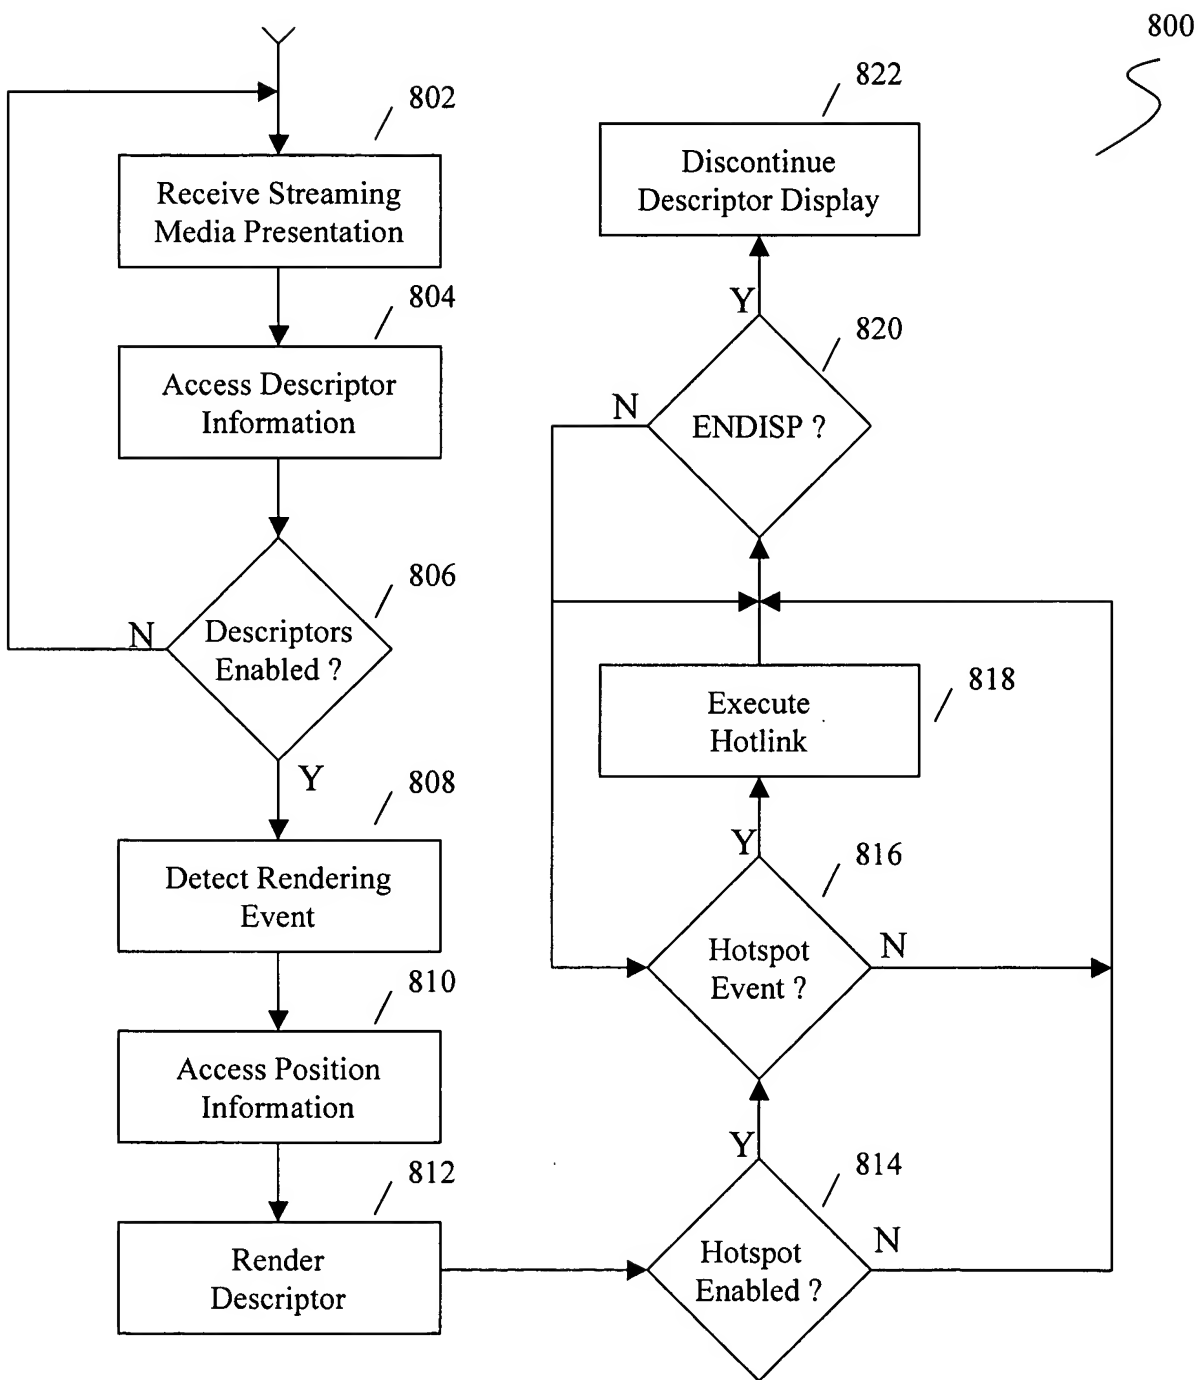 800
802
Receive Streaming
Media Presentation
804
Access Descriptor
Information
806
Descriptors
Enabled ?
N
Y
808
Detect Rendering
Event
810
Access Position
Information
812
Render
Descriptor
822
Discontinue
Descriptor Display
Y
820
N
ENDISP ?
818
Execute
Hotlink
Y
816
Hotspot
Event ?
N
Y
814
Hotspot
Enabled ?
N